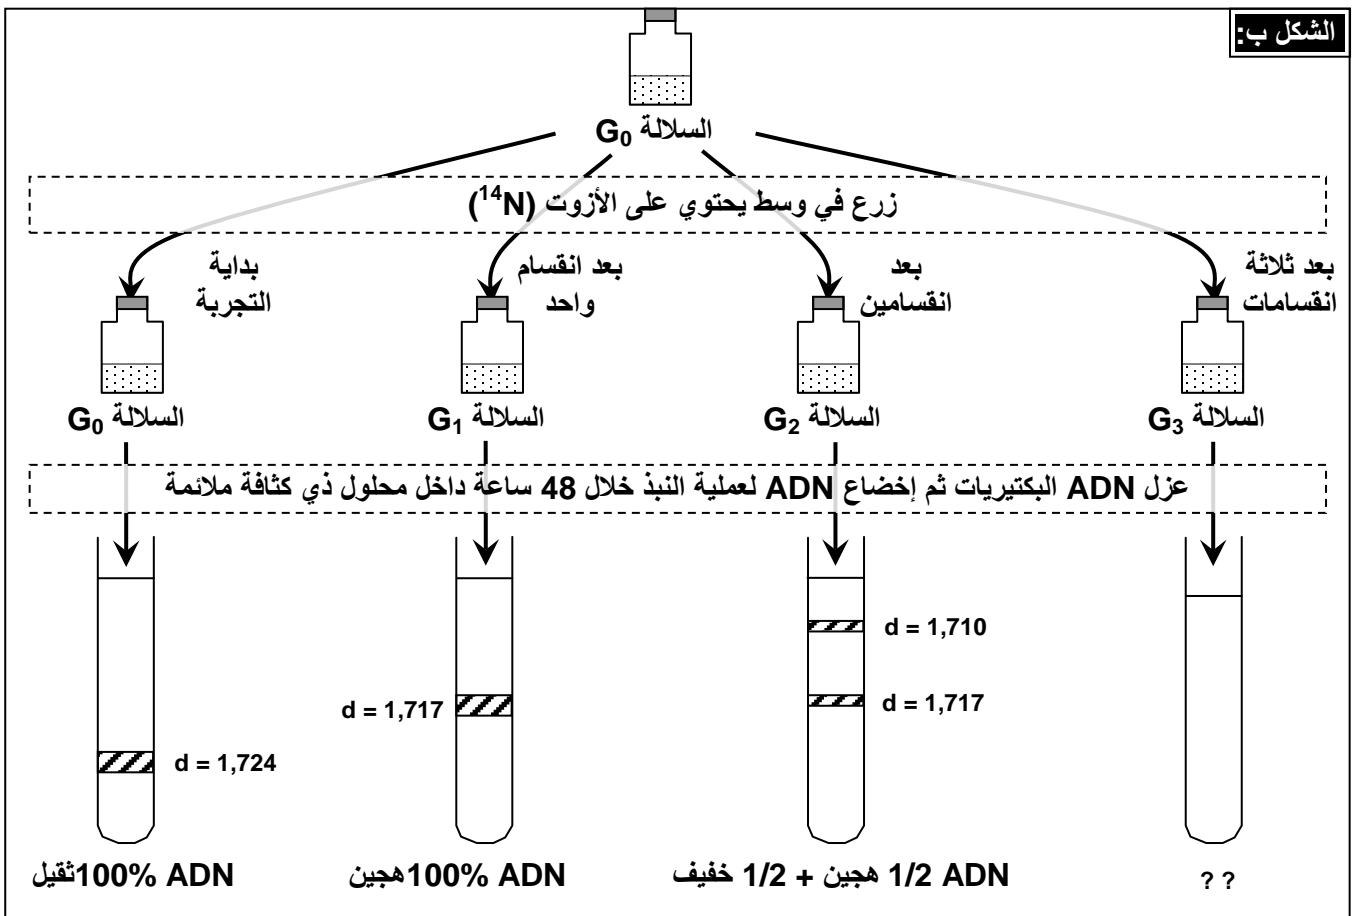 الشكل ب:
السلالة G₀
زرع في وسط يحتوي على الأزوت (¹⁴N)
بداية التجربة
بعد انقسام واحد
بعد انقسامين
بعد ثلاثة انقسامات
السلالة G₀
السلالة G₁
السلالة G₂
السلالة G₃
عزل ADN البكتيريات ثم إخضاع ADN لعملية النبذ خلال 48 ساعة داخل محلول ذي كثافة ملائمة
d = 1,724
d = 1,717
d = 1,710
d = 1,717
100% ADN ثقيل
100% ADN هجين
1/2 ADN هجين + 1/2 خفيف
? ?